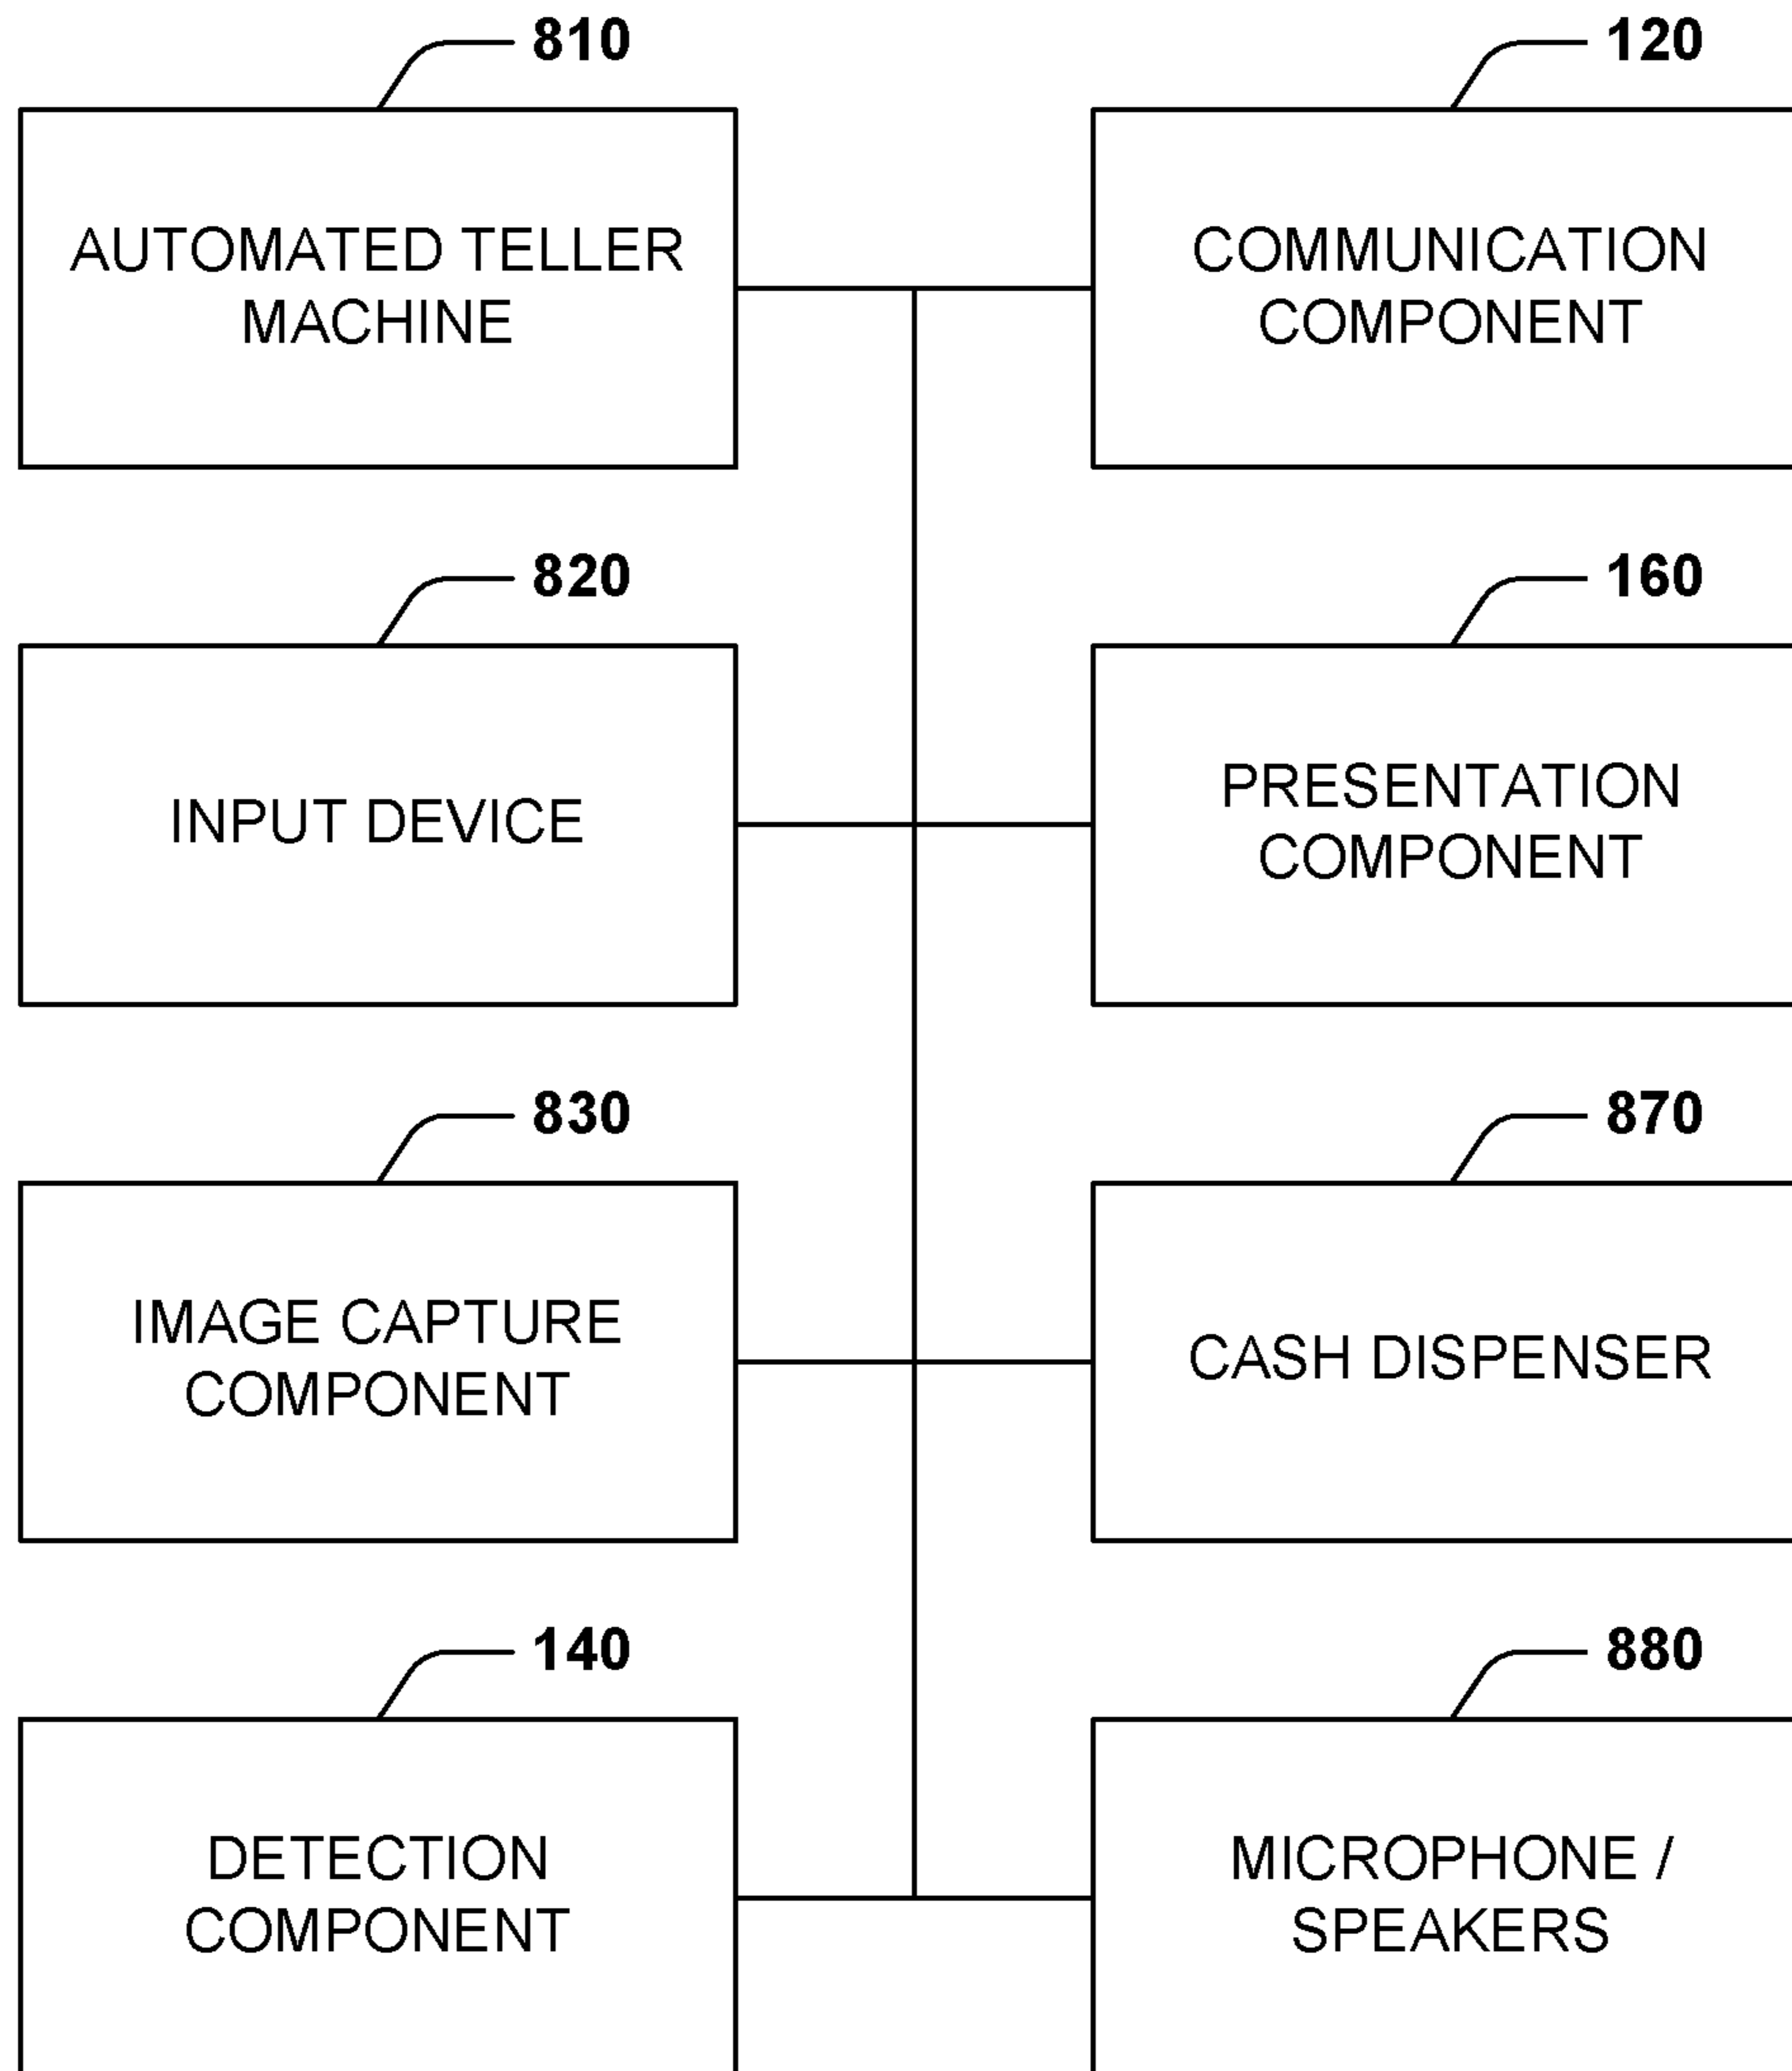 810
120
AUTOMATED TELLER
MACHINE
COMMUNICATION
COMPONENT
820
160
INPUT DEVICE
PRESENTATION
COMPONENT
830
870
IMAGE CAPTURE
COMPONENT
CASH DISPENSER
140
880
DETECTION
COMPONENT
MICROPHONE /
SPEAKERS